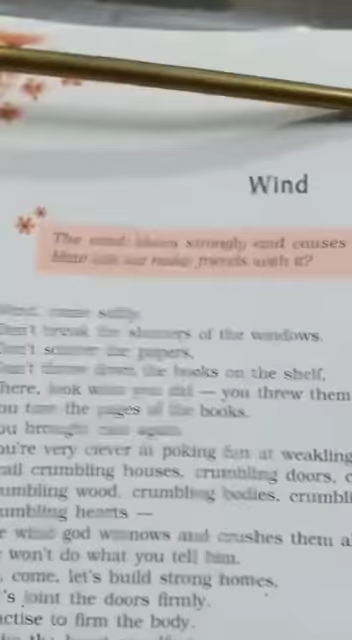 Wind
The wind blows strongly and causes
How can we make friends with it?
Wind, come softly.
Don't break the shutters of the windows.
Don't scatter the papers.
Don't throw down the books on the shelf.
There, look what you did — you threw them
ou tore the pages of the books.
ou brought rain again.
ou're very clever at poking fun at weakling
ail crumbling houses, crumbling doors, c
umbling wood, crumbling bodies, crumbli
umbling hearts —
e wind god winnows and crushes them a
won't do what you tell him.
, come, let's build strong homes,
's joint the doors firmly.
actise to firm the body.